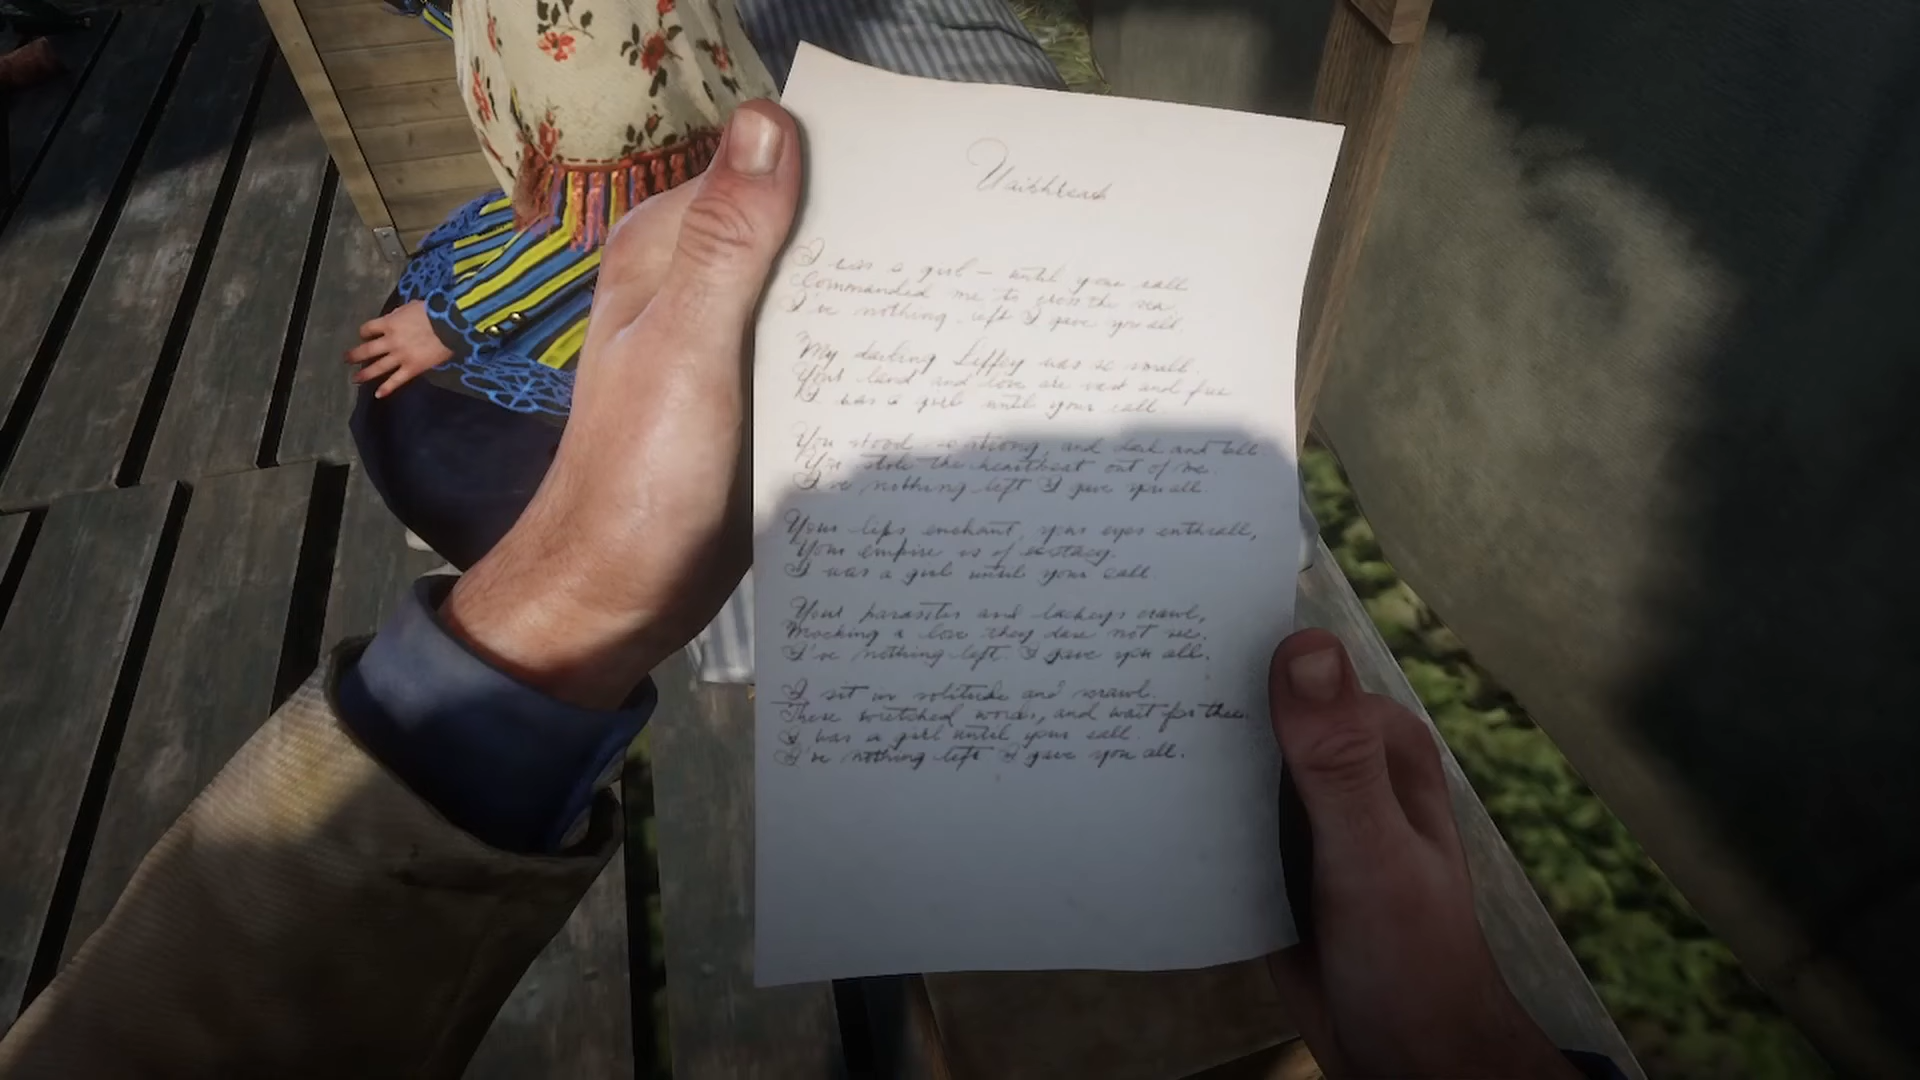 I was a girl – until your call
Commanded me to cross the sea
I've nothing left I gave you all.
My darling Liffey was so small.
Your land and love are vast and free
I was a girl until your call.
You stood so strong, and dark and tall.
You stole the heartbeat out of me.
I've nothing left I gave you all.
Your lips enchant, your eyes enthrall,
Your empire is of ecstacy.
I was a girl until your call.
Your parasites and lackeys crawl,
Mocking a love they dare not see.
I've nothing left. I gave you all.
I sit in solitude and scrawl.
These wretched words, and wait for thee.
I was a girl until your call.
I've nothing left I gave you all.